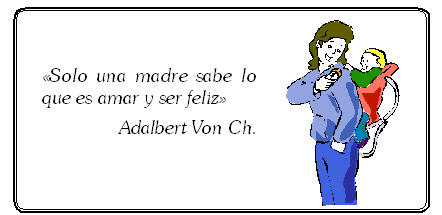 «Solo una madre sabe lo
que es amar y ser feliz»
Adalbert Von Ch.